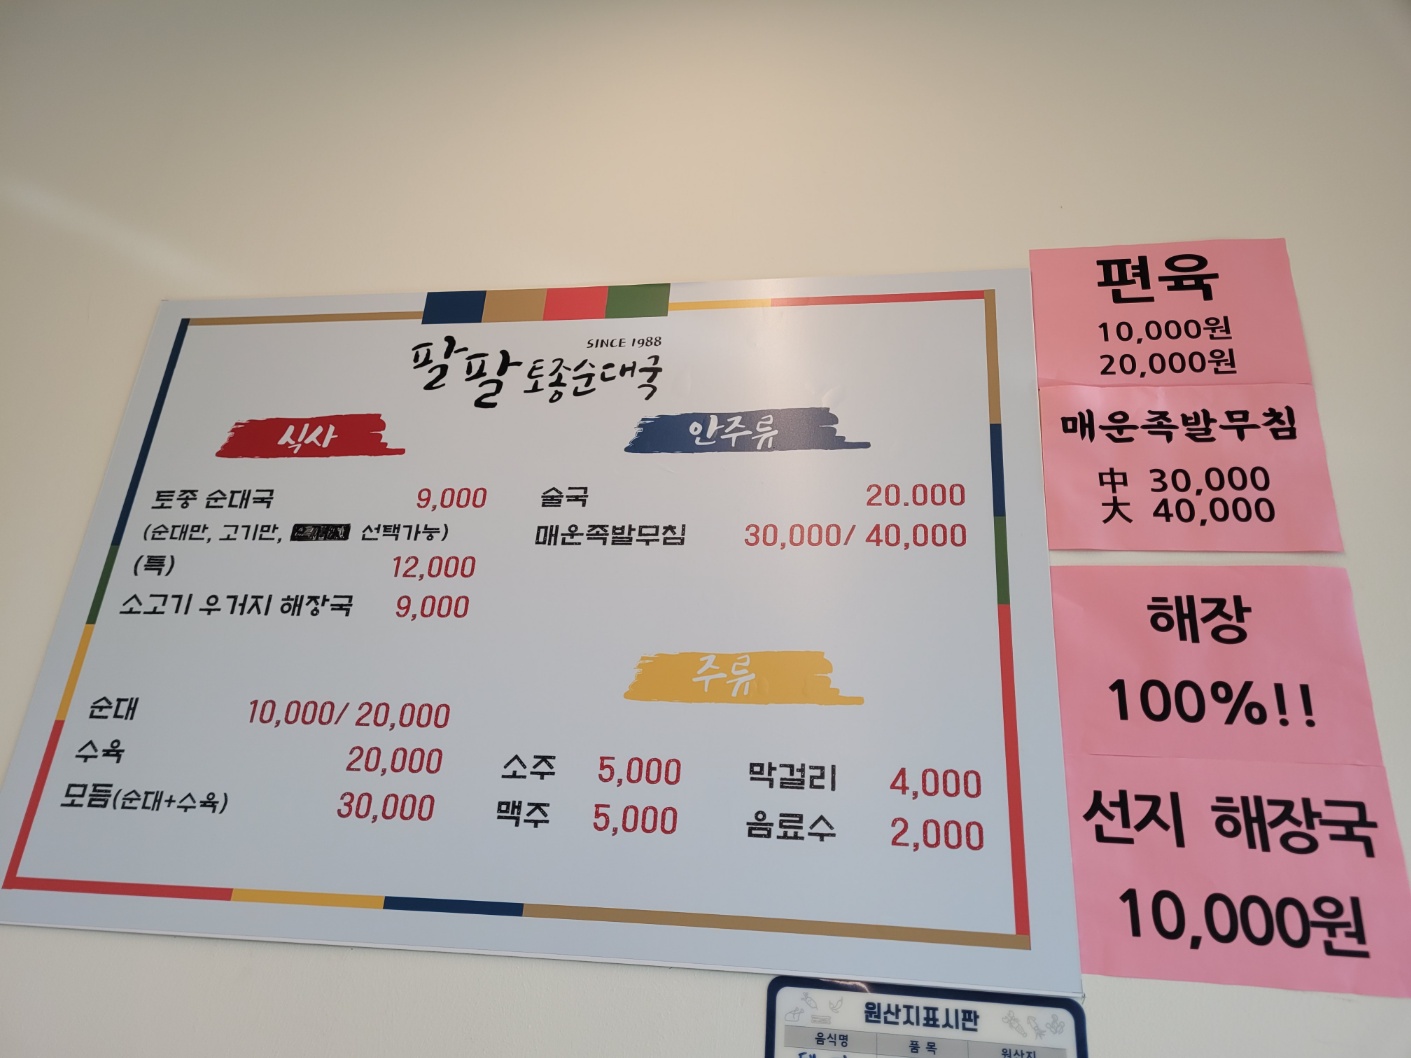 SINCE 1988
팔팔 토종순대국
식사
토종 순대국 9,000
(순대만, 고기만, 선택가능)
(특) 12,000
소고기 우거지 해장국 9,000
순대 10,000/ 20,000
수육 20,000
모듬(순대+수육) 30,000
안주류
술국 20.000
매운족발무침 30,000/ 40,000
주류
소주 5,000 막걸리 4,000
맥주 5,000 음료수 2,000
편육
10,000원
20,000원
매운족발무침
中 30,000
大 40,000
해장
100%!!
선지 해장국
10,000원
원산지표시판
음식명 품목 원산지